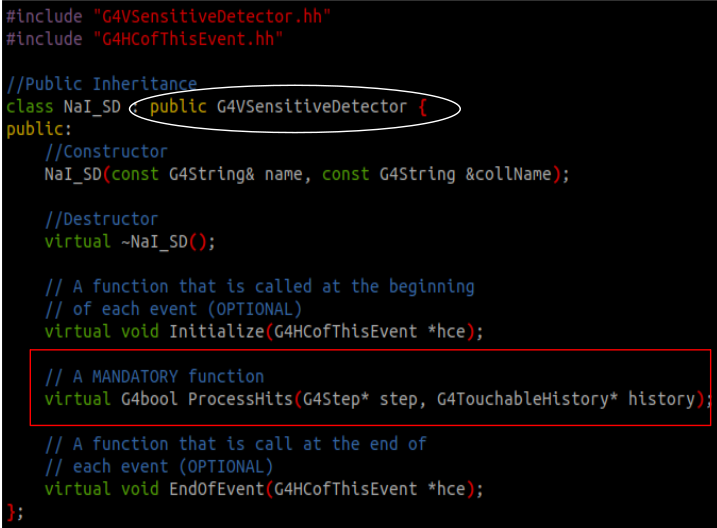 #include "G4VSensitiveDetector.hh"
#include "G4HCofThisEvent.hh"
//Public Inheritance
class NaI_SD : public G4VSensitiveDetector {
public:
//Constructor
NaI_SD(const G4String& name, const G4String &collName);
//Destructor
virtual ~NaI_SD();
// A function that is called at the beginning
// of each event (OPTIONAL)
virtual void Initialize(G4HCofThisEvent *hce);
// A MANDATORY function
virtual G4bool ProcessHits(G4Step* step, G4TouchableHistory* history);
// A function that is call at the end of
// each event (OPTIONAL)
virtual void EndOfEvent(G4HCofThisEvent *hce);
};